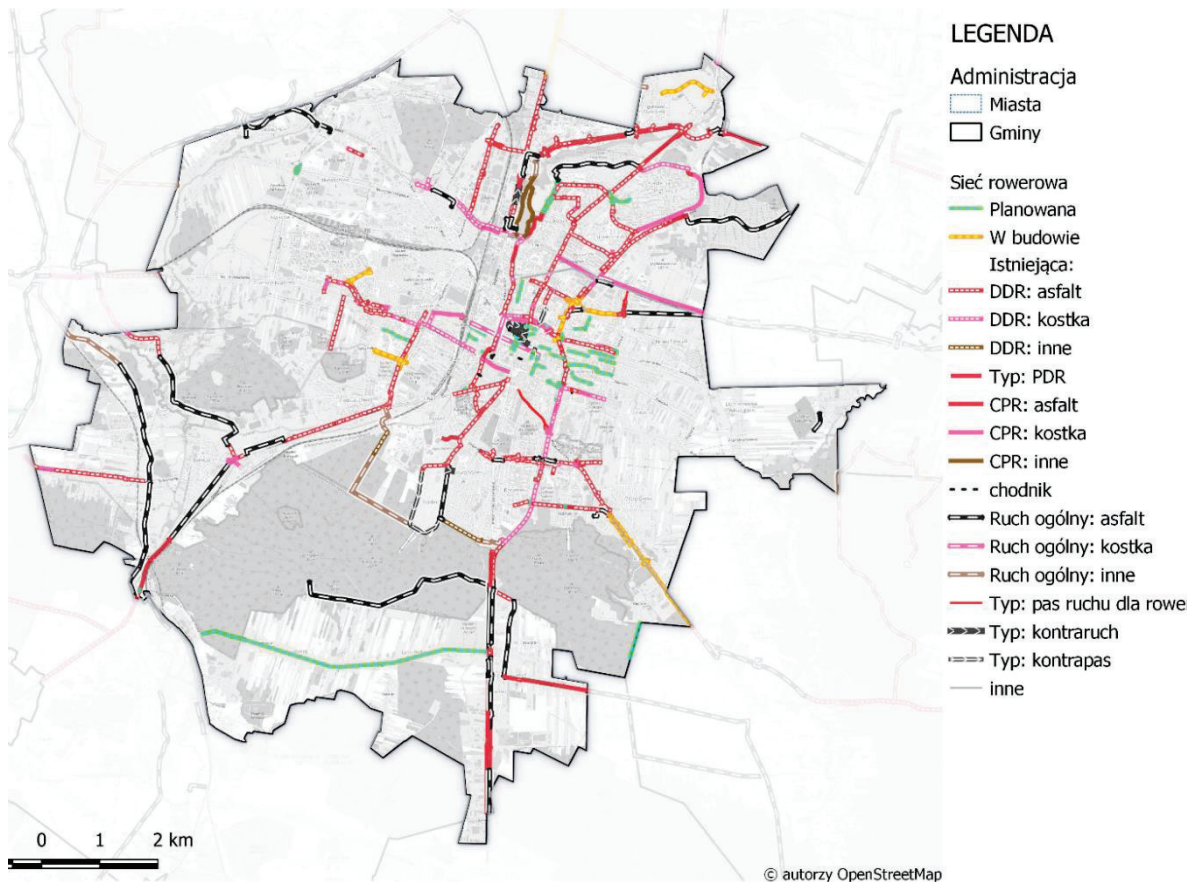 LEGENDA
Administracja
Miasta
Gminy
Sieć rowerowa
Planowana
W budowie
Istniejąca:
DDR: asfalt
DDR: kostka
DDR: inne
Typ: PDR
CPR: asfalt
CPR: kostka
CPR: inne
chodnik
Ruch ogólny: asfalt
Ruch ogólny: kostka
Ruch ogólny: inne
Typ: pas ruchu dla rowe
Typ: kontraruch
Typ: kontrapas
inne
0 1 2 km
© autorzy OpenStreetMap